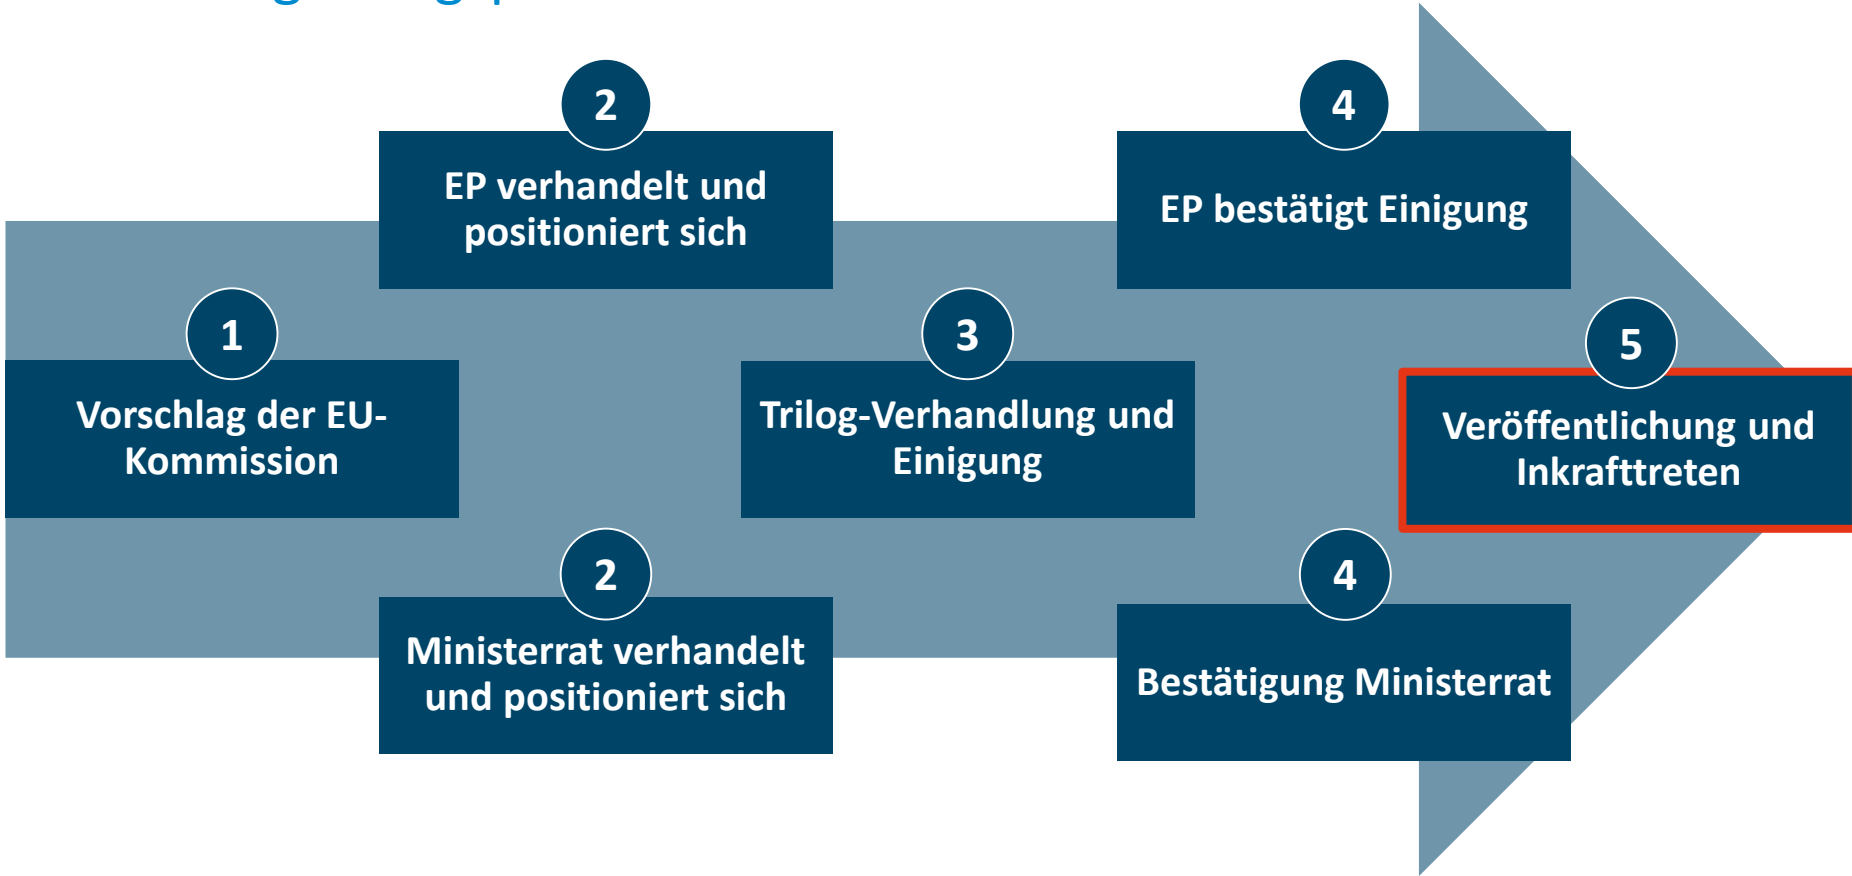 1
Vorschlag der EU-
Kommission
2
EP verhandelt und
positioniert sich
2
Ministerrat verhandelt
und positioniert sich
3
Trilog-Verhandlung und
Einigung
4
EP bestätigt Einigung
4
Bestätigung Ministerrat
5
Veröffentlichung und
Inkrafttreten